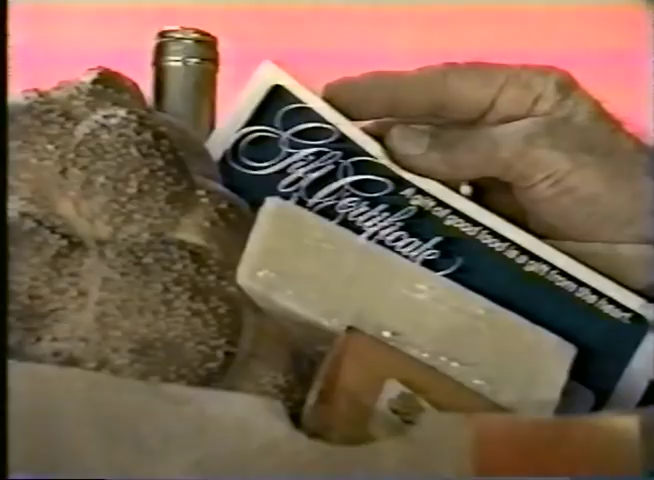 Gift Certificate
A gift of good food is a gift from the heart.